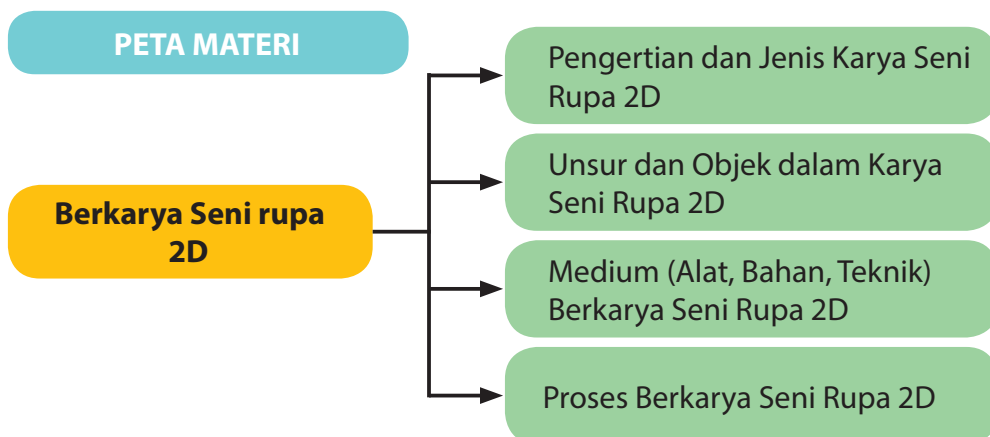 PETA MATERI
Berkarya Seni rupa
2D
Pengertian dan Jenis Karya Seni
Rupa 2D
Unsur dan Objek dalam Karya
Seni Rupa 2D
Medium (Alat, Bahan, Teknik)
Berkarya Seni Rupa 2D
Proses Berkarya Seni Rupa 2D